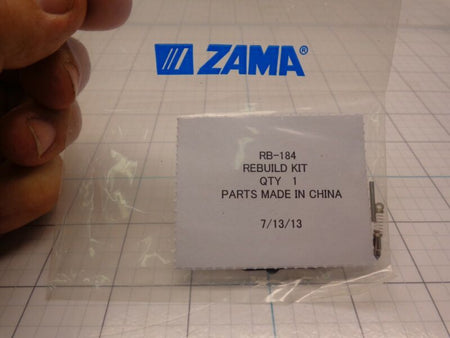 ZAMA®
RB-184
REBUILD KIT
QTY 1
PARTS MADE IN CHINA
7/13/13